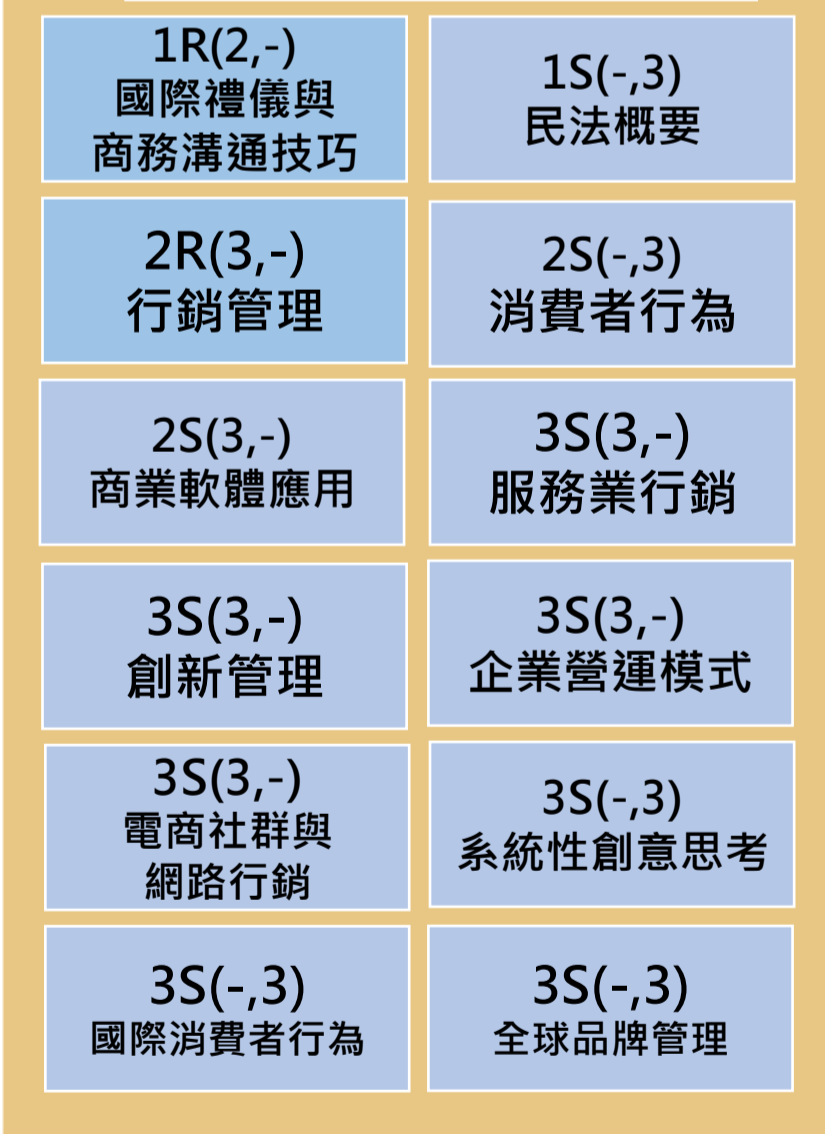 1R(2,-)
國際禮儀與
商務溝通技巧
1S(-,3)
民法概要
2R(3,-)
行銷管理
2S(-,3)
消費者行為
2S(3,-)
商業軟體應用
3S(3,-)
服務業行銷
3S(3,-)
創新管理
3S(3,-)
企業營運模式
3S(3,-)
電商社群與
網路行銷
3S(-,3)
系統性創意思考
3S(-,3)
國際消費者行為
3S(-,3)
全球品牌管理